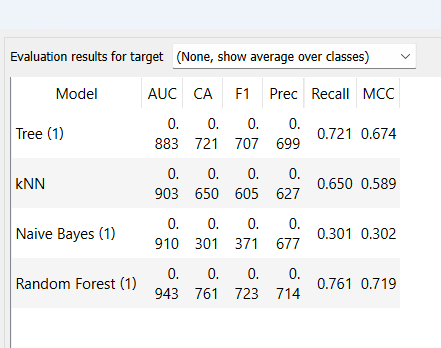 Evaluation results for target (None, show average over classes)
Model AUC CA F1 Prec Recall MCC
Tree (1) 0.883 0.721 0.707 0.699 0.721 0.674
kNN 0.903 0.650 0.605 0.627 0.650 0.589
Naive Bayes (1) 0.910 0.301 0.371 0.677 0.301 0.302
Random Forest (1) 0.943 0.761 0.723 0.714 0.761 0.719